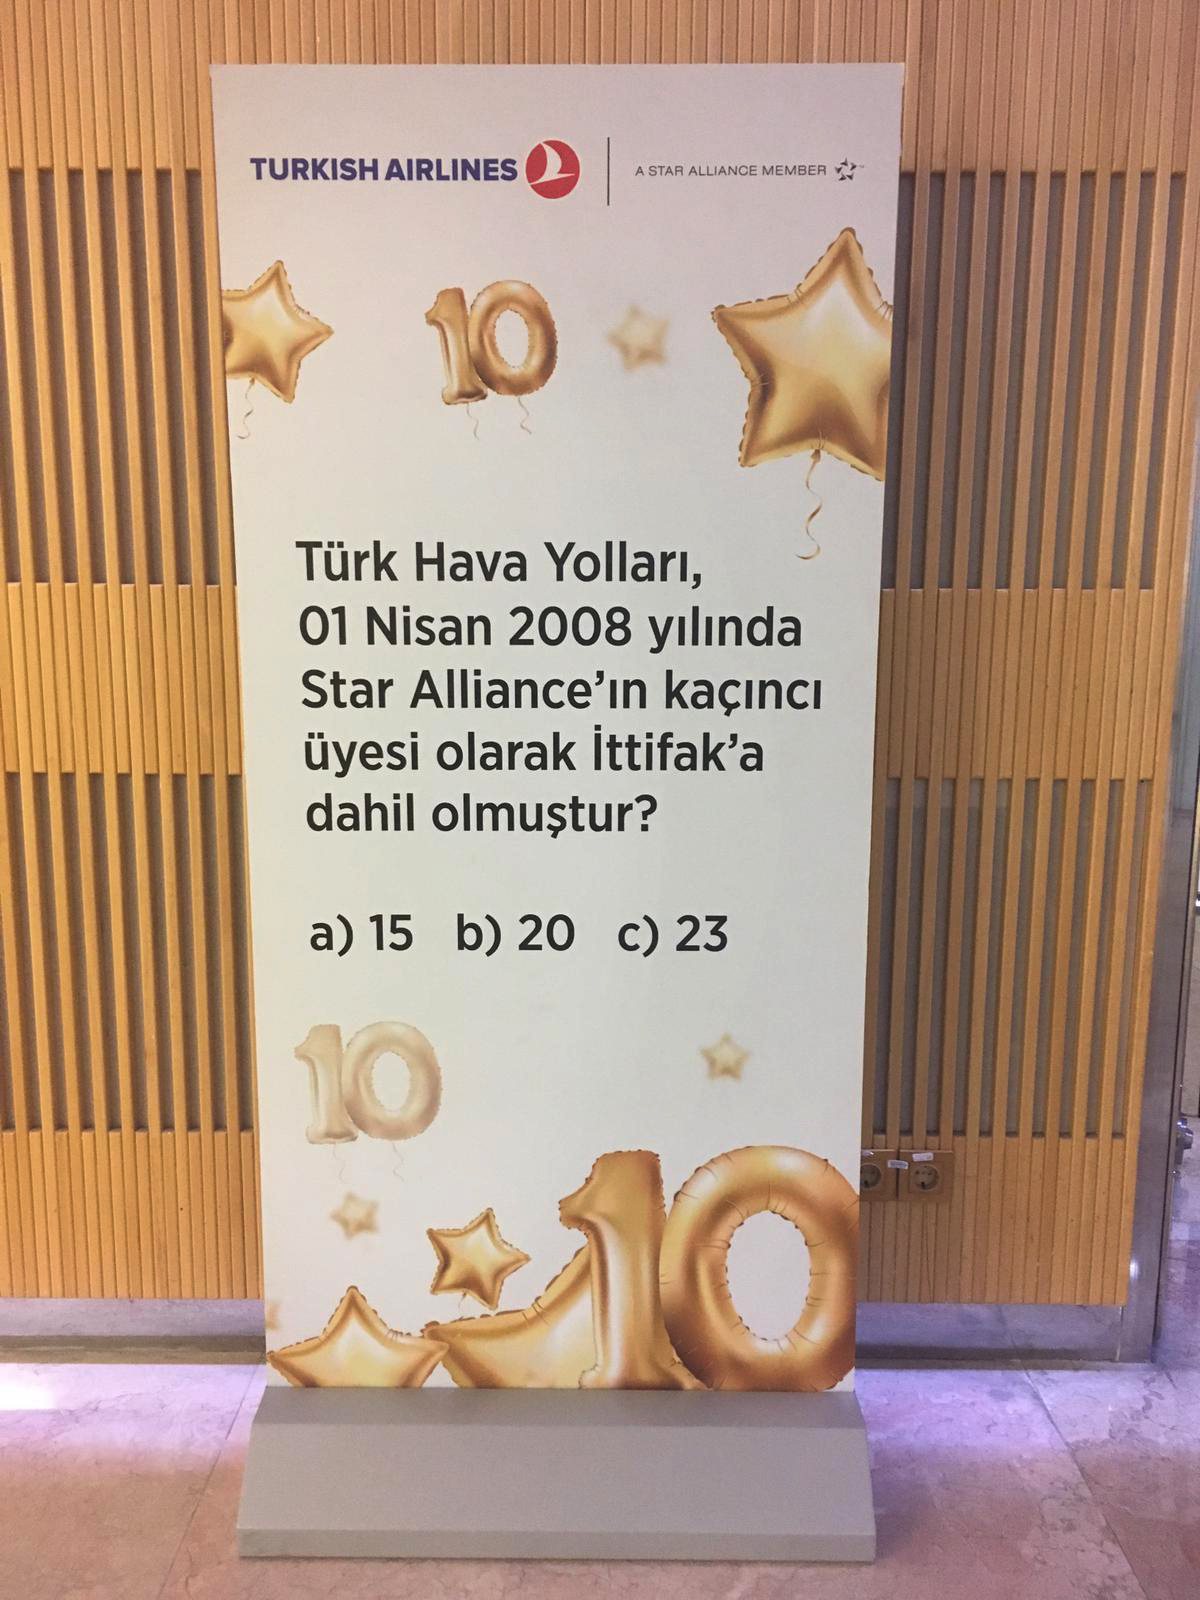 TURKISH AIRLINES
A STAR ALLIANCE MEMBER
10
Türk Hava Yolları,
01 Nisan 2008 yılında
Star Alliance'ın kaçıncı
üyesi olarak İttifak'a
dahil olmuştur?
a) 15 b) 20 c) 23
10
10